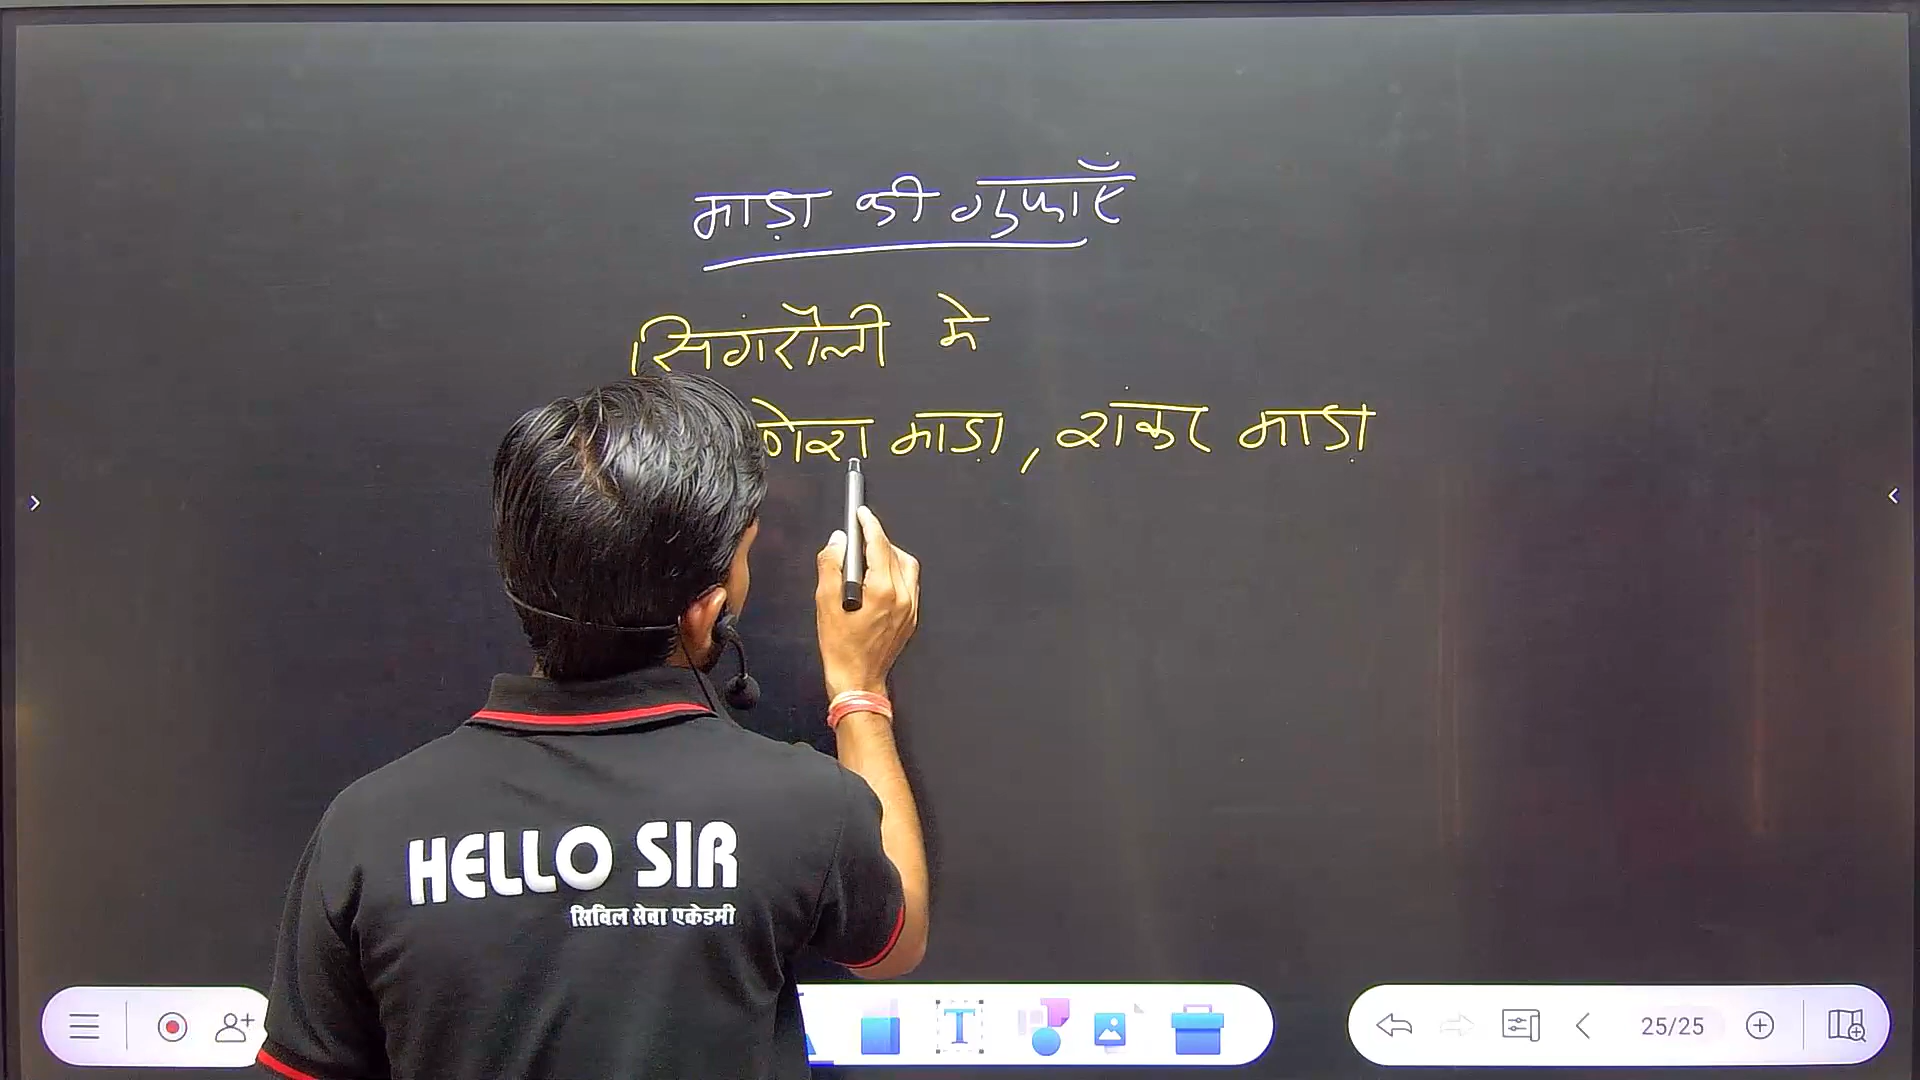 माड़ा की गुफाएँ
सिंगरौली में
माड़ा, शंकर माड़ा
HELLO SIR
सिविल सेवा एकेडमी
T
25/25